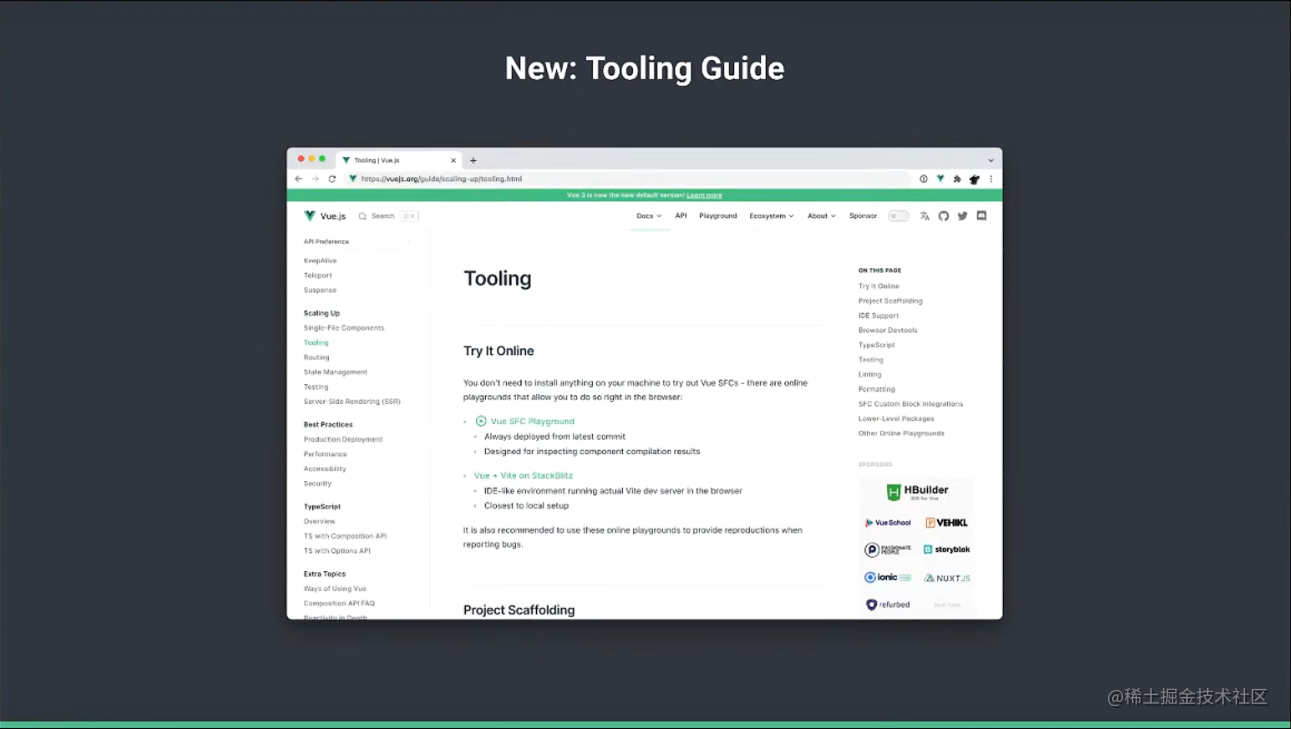 New: Tooling Guide
Tooling | Vue.js
https://vuejs.org/guide/scaling-up/tooling.html
Vue 3 is now the new default version! Learn more
Vue.js
Search
Docs
API
Playground
Ecosystem
About
Sponsor
API Preference
KeepAlive
Teleport
Suspense
Scaling Up
Single-File Components
Tooling
Routing
State Management
Testing
Server-Side Rendering (SSR)
Best Practices
Production Deployment
Performance
Accessibility
Security
TypeScript
Overview
TS with Composition API
TS with Options API
Extra Topics
Ways of Using Vue
Composition API FAQ
Reactivity in Depth
Tooling
Try It Online
You don't need to install anything on your machine to try out Vue SFCs - there are online
playgrounds that allow you to do so right in the browser:
Vue SFC Playground
Always deployed from latest commit
Designed for inspecting component compilation results
Vue + Vite on StackBlitz
IDE-like environment running actual Vite dev server in the browser
Closest to local setup
It is also recommended to use these online playgrounds to provide reproductions when
reporting bugs.
Project Scaffolding
ON THIS PAGE
Try It Online
Project Scaffolding
IDE Support
Browser Devtools
TypeScript
Testing
Linting
Formatting
SFC Custom Block Integrations
Lower-Level Packages
Other Online Playgrounds
SPONSORS
HBuilder
Vue School
VEHIKL
PASSIONATE
PEOPLE
storyblok
ionic
NUXTJS
refurbed
@稀土掘金技术社区